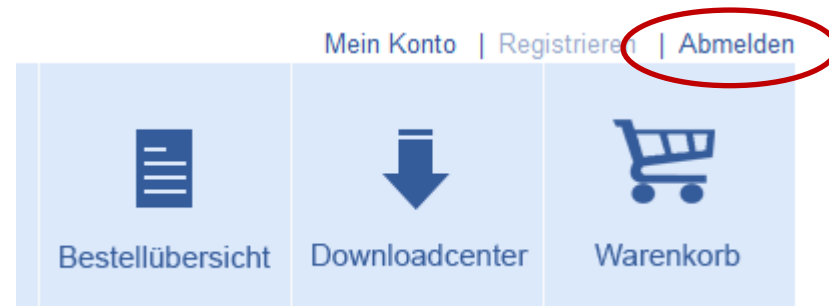 Mein Konto | Registrieren | Abmelden
Bestellübersicht Downloadcenter Warenkorb